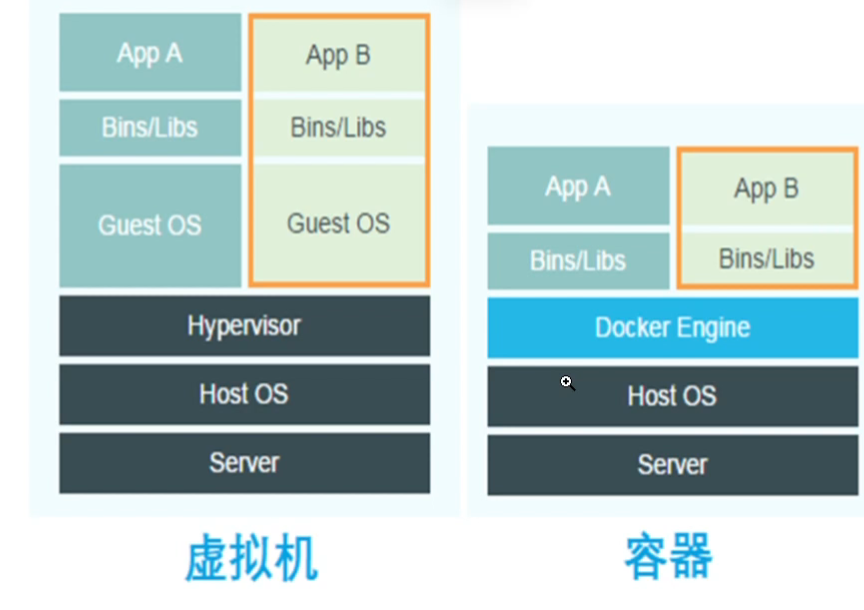 App A
App B
Bins/Libs
Bins/Libs
Guest OS
Guest OS
Hypervisor
Host OS
Server
虚拟机
App A
App B
Bins/Libs
Bins/Libs
Docker Engine
Host OS
Server
容器